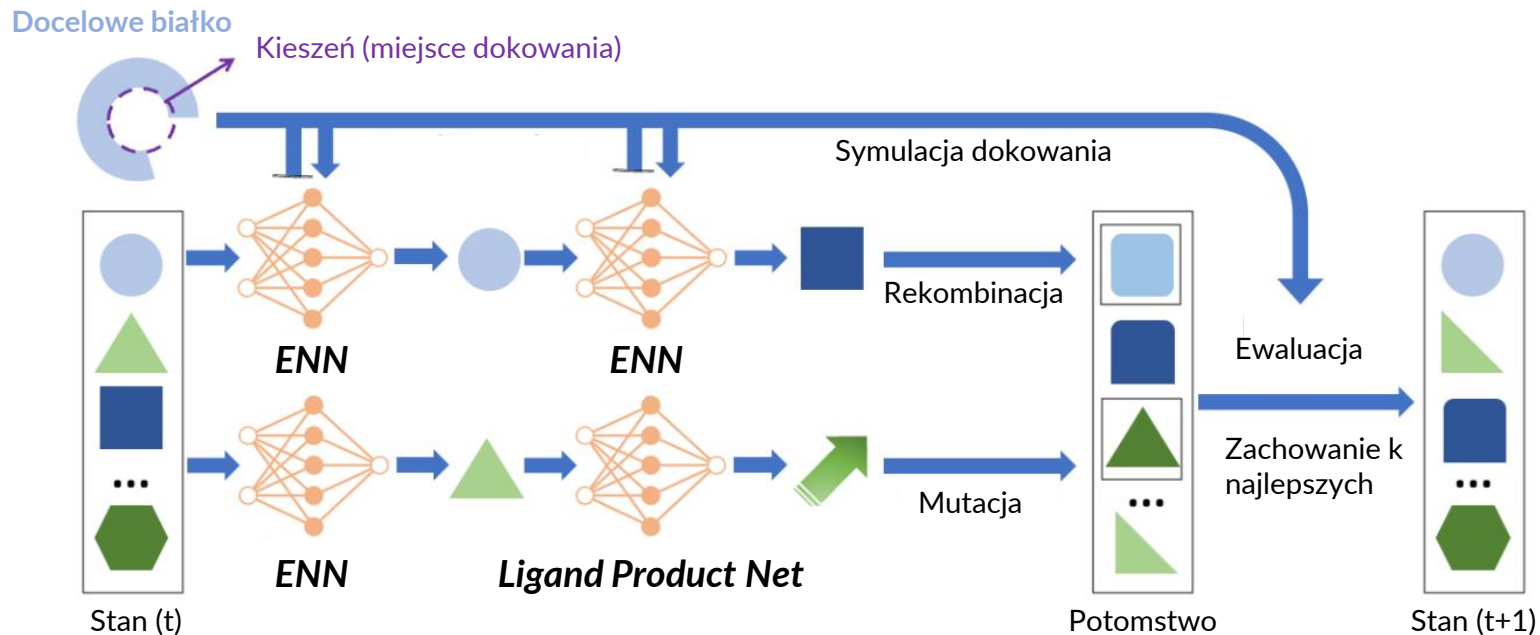 Docelowe białko
Kieszeń (miejsce dokowania)
Symulacja dokowania
Rekombinacja
ENN
ENN
Ewaluacja
Zachowanie k
najlepszych
Mutacja
ENN
Ligand Product Net
Stan (t)
Potomstwo
Stan (t+1)